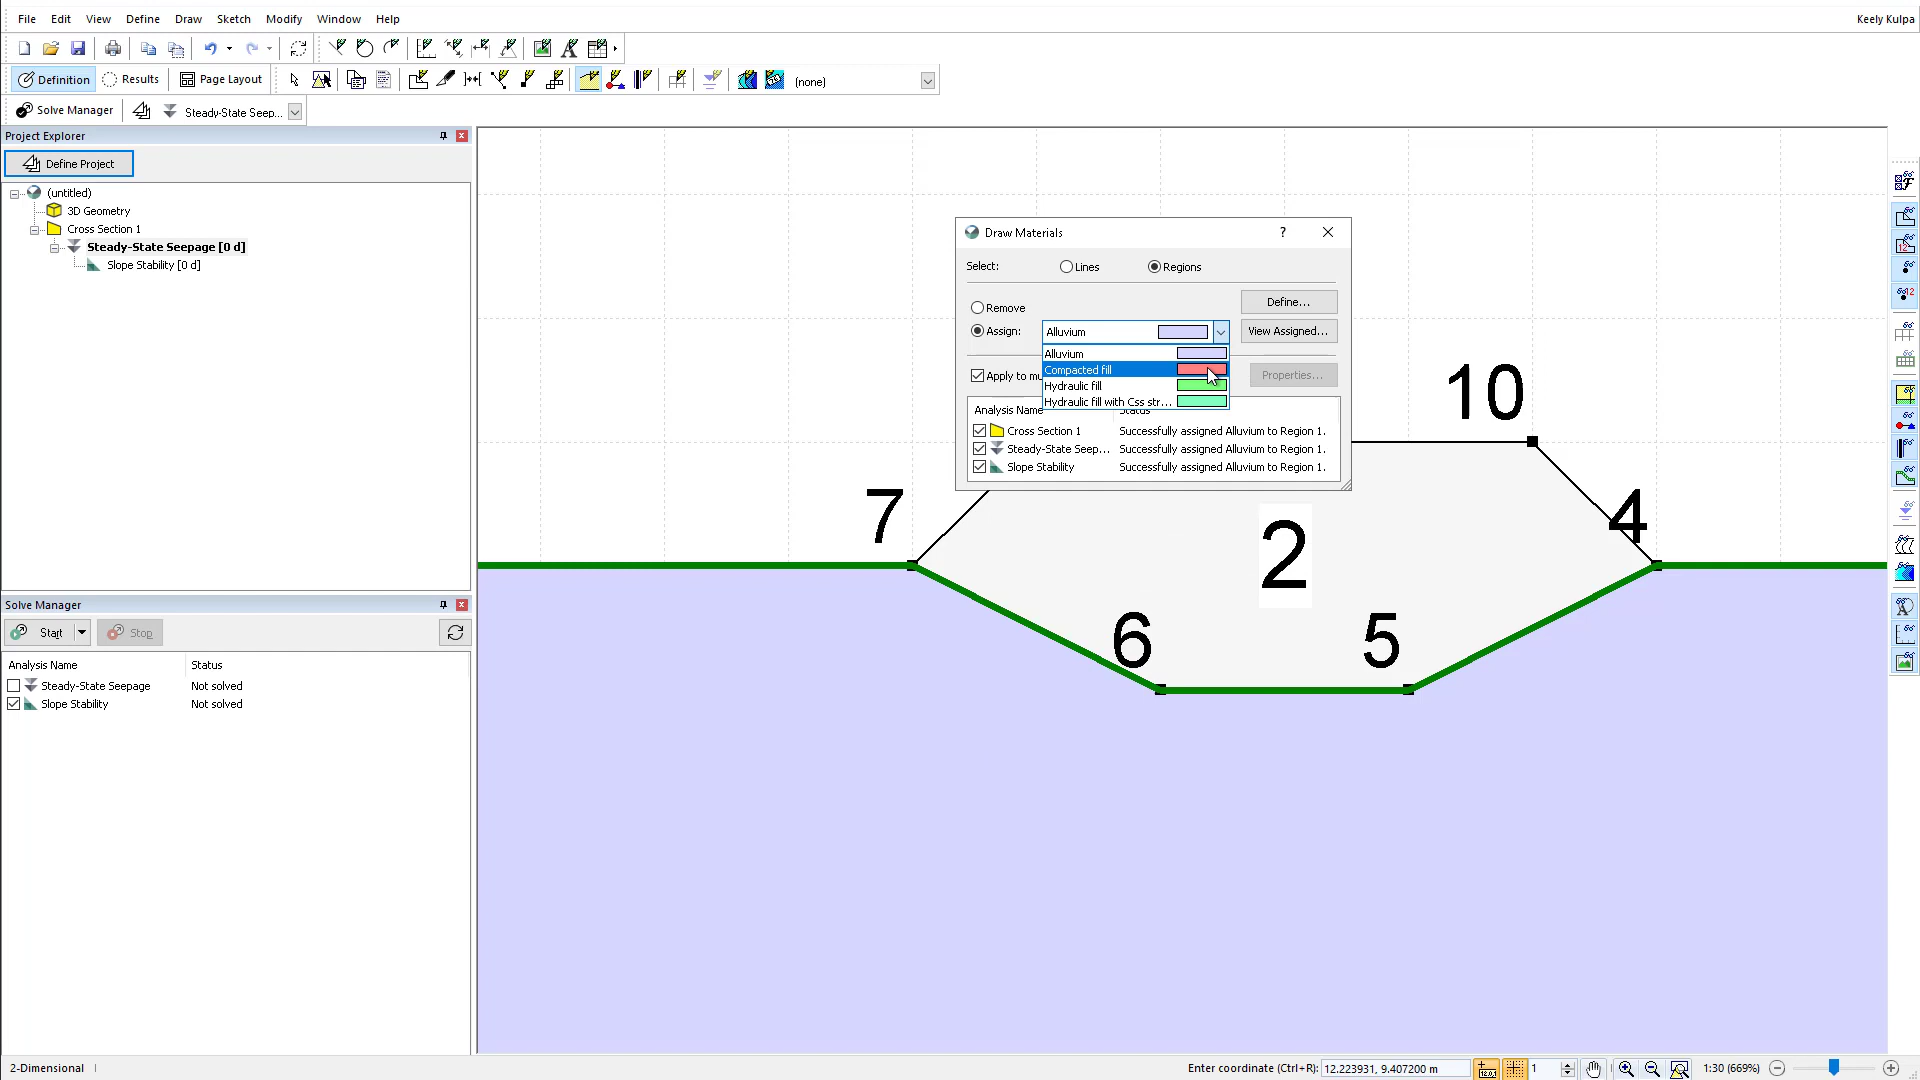 File Edit View Define Draw Sketch Modify Window Help
Keely Kulpa
Definition Results Page Layout
(none)
Solve Manager
Steady-State Seep...
Project Explorer
Define Project
(untitled)
3D Geometry
Cross Section 1
Steady-State Seepage [0 d]
Slope Stability [0 d]
Draw Materials
?
Select: Lines Regions
Remove
Define...
Assign: Alluvium
View Assigned...
Alluvium
Compacted fill
Hydraulic fill
Hydraulic fill with Css str...
Apply to mu
Properties...
Analysis Name Status
Cross Section 1 Successfully assigned Alluvium to Region 1.
Steady-State Seep... Successfully assigned Alluvium to Region 1.
Slope Stability Successfully assigned Alluvium to Region 1.
10
7
4
2
6
5
Solve Manager
Start Stop
Analysis Name Status
Steady-State Seepage Not solved
Slope Stability Not solved
2-Dimensional
Enter coordinate (Ctrl+R): 12.223931, 9.407200 m
1
1:30 (669%)